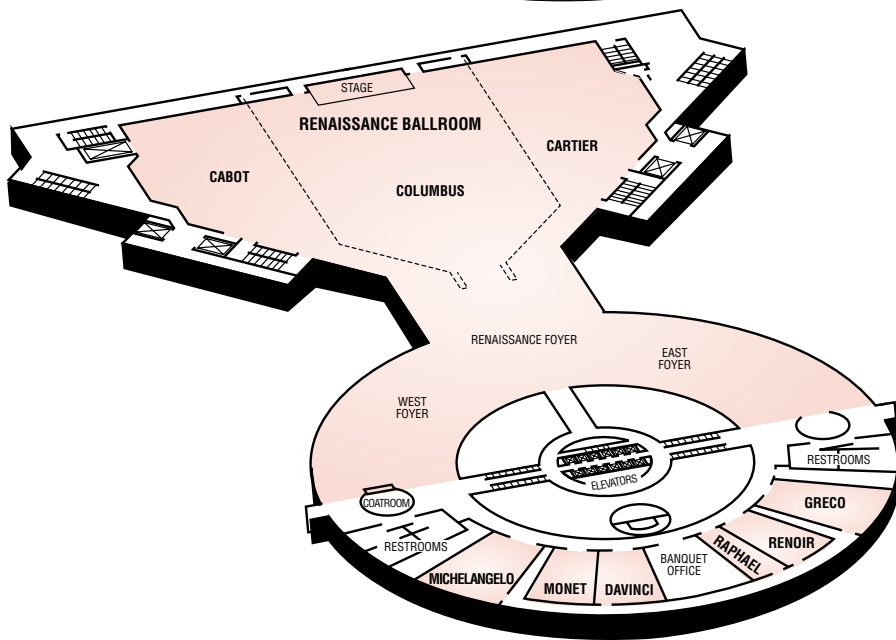 STAGE
RENAISSANCE BALLROOM
CARTIER
CABOT
COLUMBUS
RENAISSANCE FOYER
EAST
FOYER
WEST
FOYER
RESTROOMS
ELEVATORS
COATROOM
GRECO
RENOIR
RAPHAEL
RESTROOMS
BANQUET
OFFICE
MICHELANGELO
MONET
DAVINCI